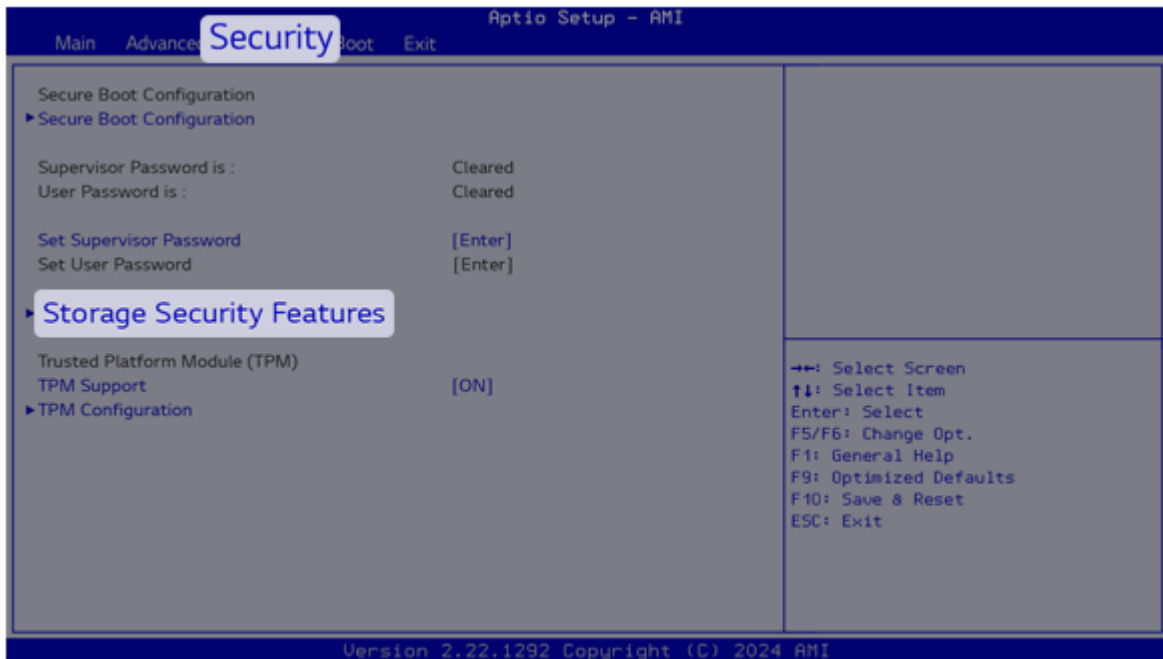 Aptio Setup - AMI
Main Advanced Security Boot Exit
Secure Boot Configuration
▶Secure Boot Configuration
Supervisor Password is : Cleared
User Password is : Cleared
Set Supervisor Password [Enter]
Set User Password [Enter]
▶Storage Security Features
Trusted Platform Module (TPM)
TPM Support [ON]
▶TPM Configuration
→←: Select Screen
↑↓: Select Item
Enter: Select
F5/F6: Change Opt.
F1: General Help
F9: Optimized Defaults
F10: Save & Reset
ESC: Exit
Version 2.22.1292 Copyright (C) 2024 AMI